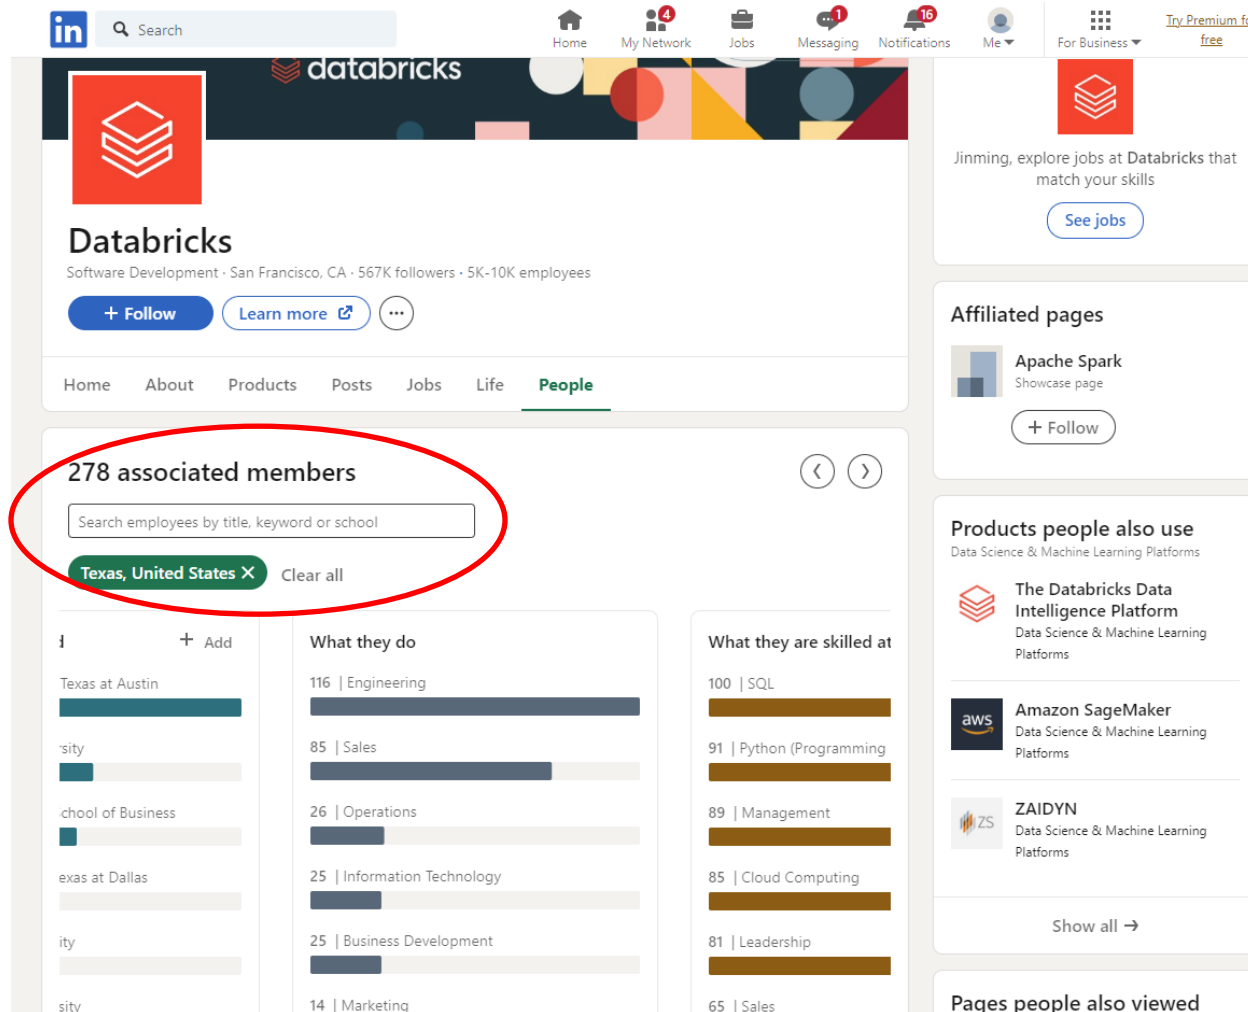 in
Search
Home
4
My Network
Jobs
1
Messaging
16
Notifications
Me
For Business
Try Premium fo
free
databricks
Databricks
Software Development · San Francisco, CA · 567K followers · 5K-10K employees
+ Follow
Learn more
...
Home
About
Products
Posts
Jobs
Life
People
278 associated members
Search employees by title, keyword or school
Texas, United States ×
Clear all
+ Add
Texas at Austin
rsity
chool of Business
exas at Dallas
ity
sity
What they do
116 | Engineering
85 | Sales
26 | Operations
25 | Information Technology
25 | Business Development
14 | Marketing
What they are skilled at
100 | SQL
91 | Python (Programming
89 | Management
85 | Cloud Computing
81 | Leadership
65 | Sales
Jinming, explore jobs at Databricks that
match your skills
See jobs
Affiliated pages
Apache Spark
Showcase page
+ Follow
Products people also use
Data Science & Machine Learning Platforms
The Databricks Data
Intelligence Platform
Data Science & Machine Learning
Platforms
aws
Amazon SageMaker
Data Science & Machine Learning
Platforms
ZS
ZAIDYN
Data Science & Machine Learning
Platforms
Show all →
Pages people also viewed